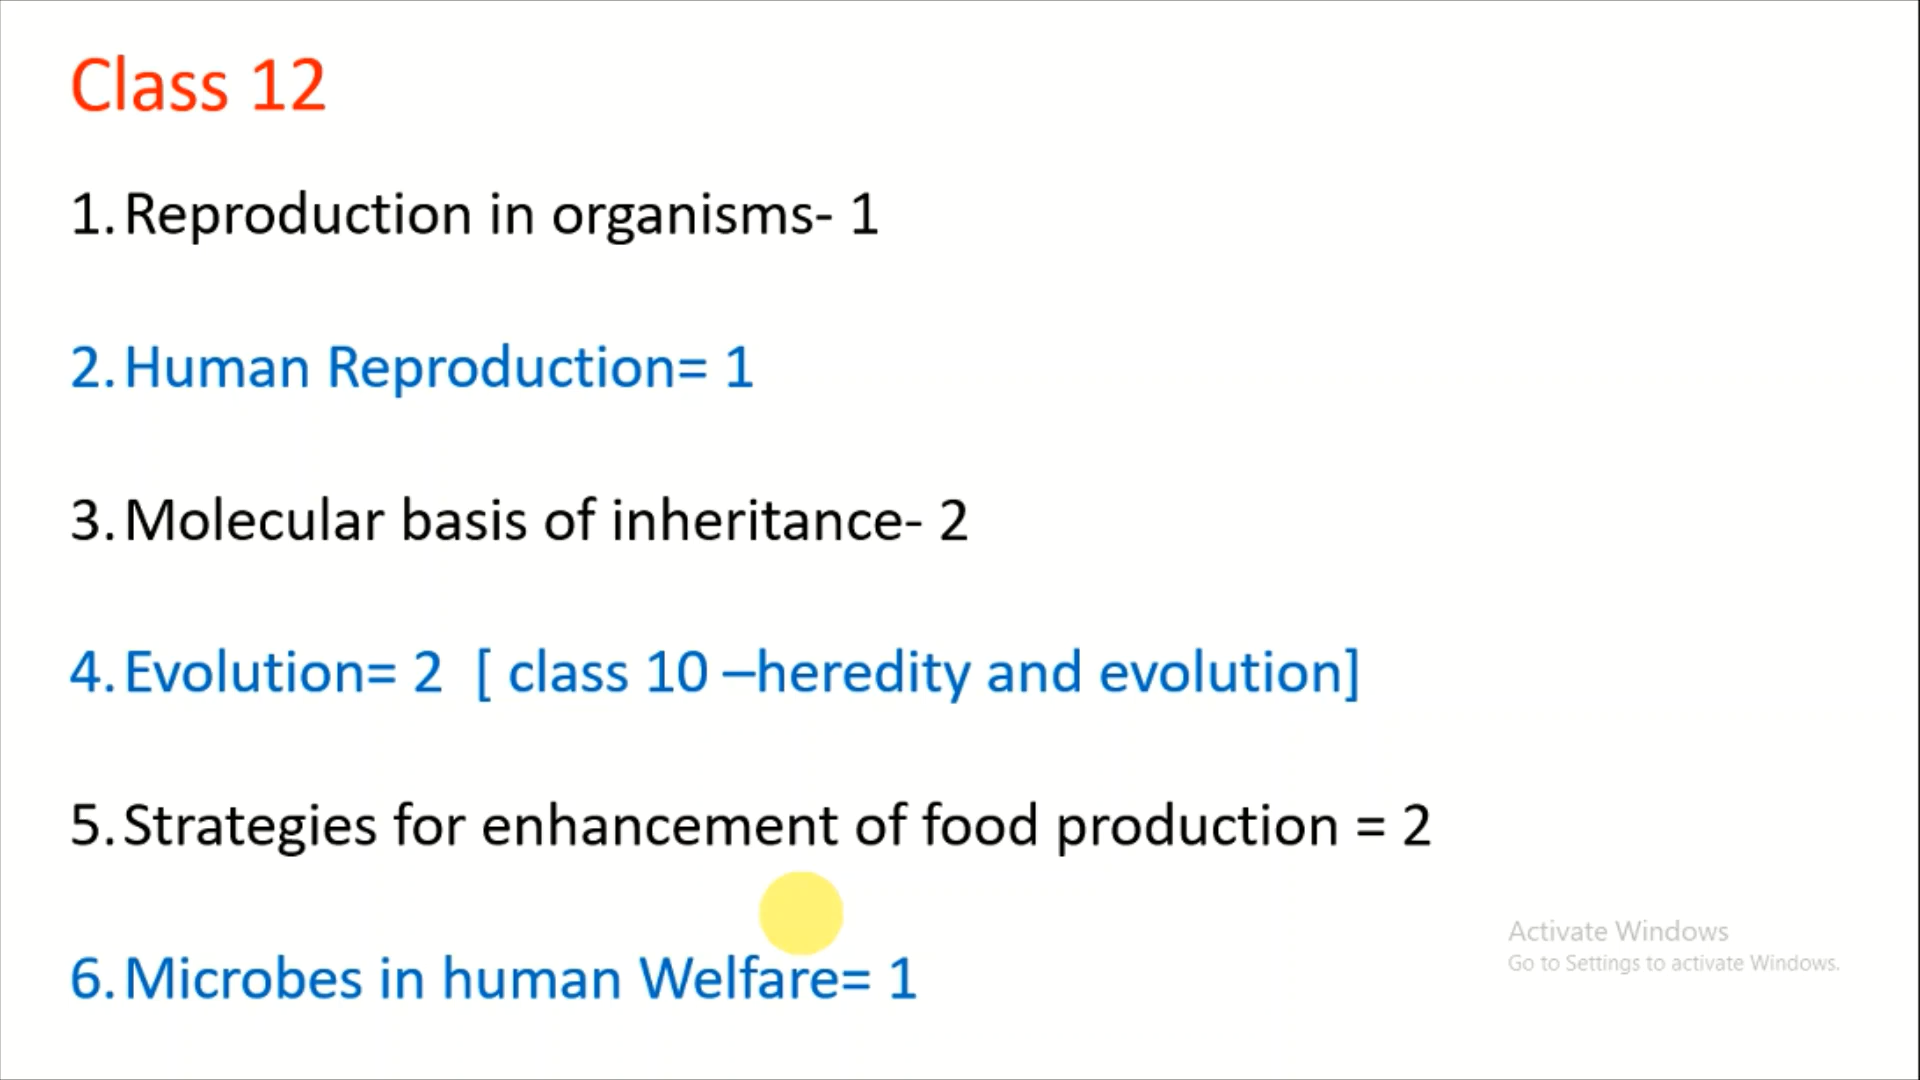 Class 12
1. Reproduction in organisms- 1
2. Human Reproduction= 1
3. Molecular basis of inheritance- 2
4. Evolution= 2 [ class 10 –heredity and evolution]
5. Strategies for enhancement of food production = 2
6. Microbes in human Welfare= 1
Activate Windows
Go to Settings to activate Windows.